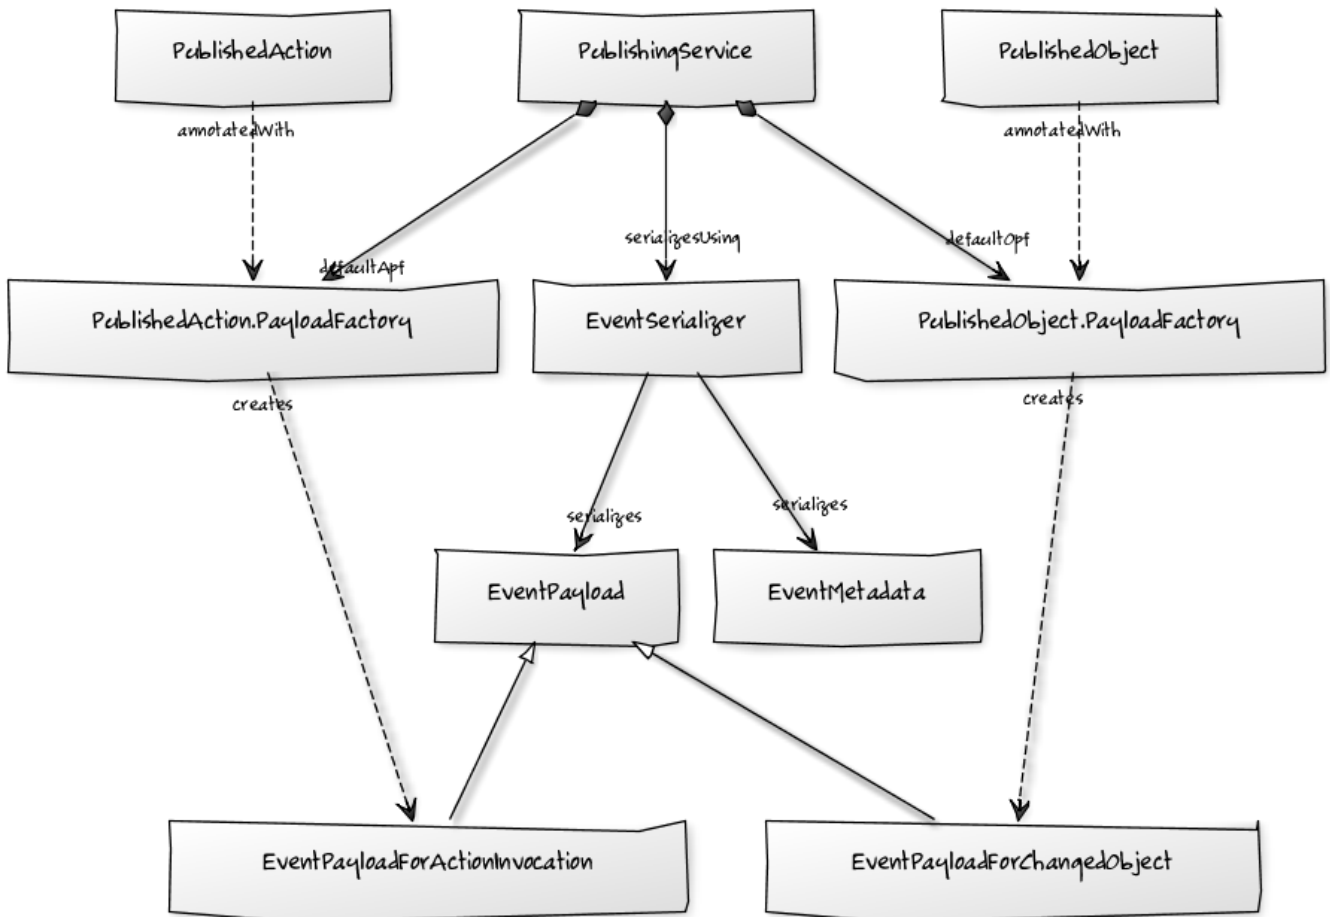 PublishedAction
PublishingService
PublishedObject
annotatedWith
annotatedWith
serializesUsing
defaultOpf
defaultApf
PublishedAction.PayloadFactory
EventSerializer
PublishedObject.PayloadFactory
creates
creates
serializes
serializes
EventPayload
EventMetadata
EventPayloadForActionInvocation
EventPayloadForChangedObject